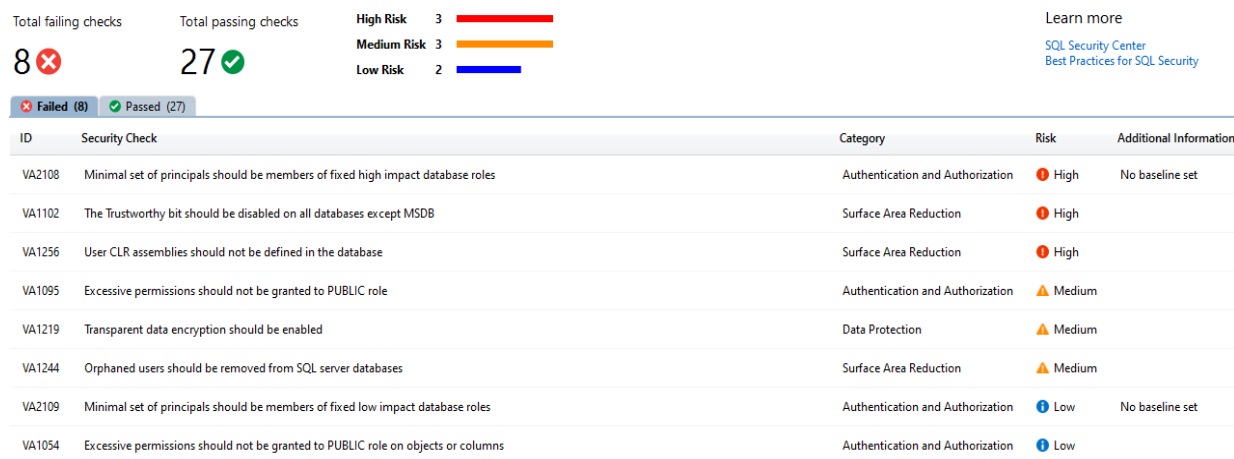 Total failing checks
8
Total passing checks
27
High Risk 3
Medium Risk 3
Low Risk 2
Learn more
SQL Security Center
Best Practices for SQL Security
Failed (8) Passed (27)
ID Security Check Category Risk Additional Information
VA2108 Minimal set of principals should be members of fixed high impact database roles Authentication and Authorization High No baseline set
VA1102 The Trustworthy bit should be disabled on all databases except MSDB Surface Area Reduction High
VA1256 User CLR assemblies should not be defined in the database Surface Area Reduction High
VA1095 Excessive permissions should not be granted to PUBLIC role Authentication and Authorization Medium
VA1219 Transparent data encryption should be enabled Data Protection Medium
VA1244 Orphaned users should be removed from SQL server databases Surface Area Reduction Medium
VA2109 Minimal set of principals should be members of fixed low impact database roles Authentication and Authorization Low No baseline set
VA1054 Excessive permissions should not be granted to PUBLIC role on objects or columns Authentication and Authorization Low